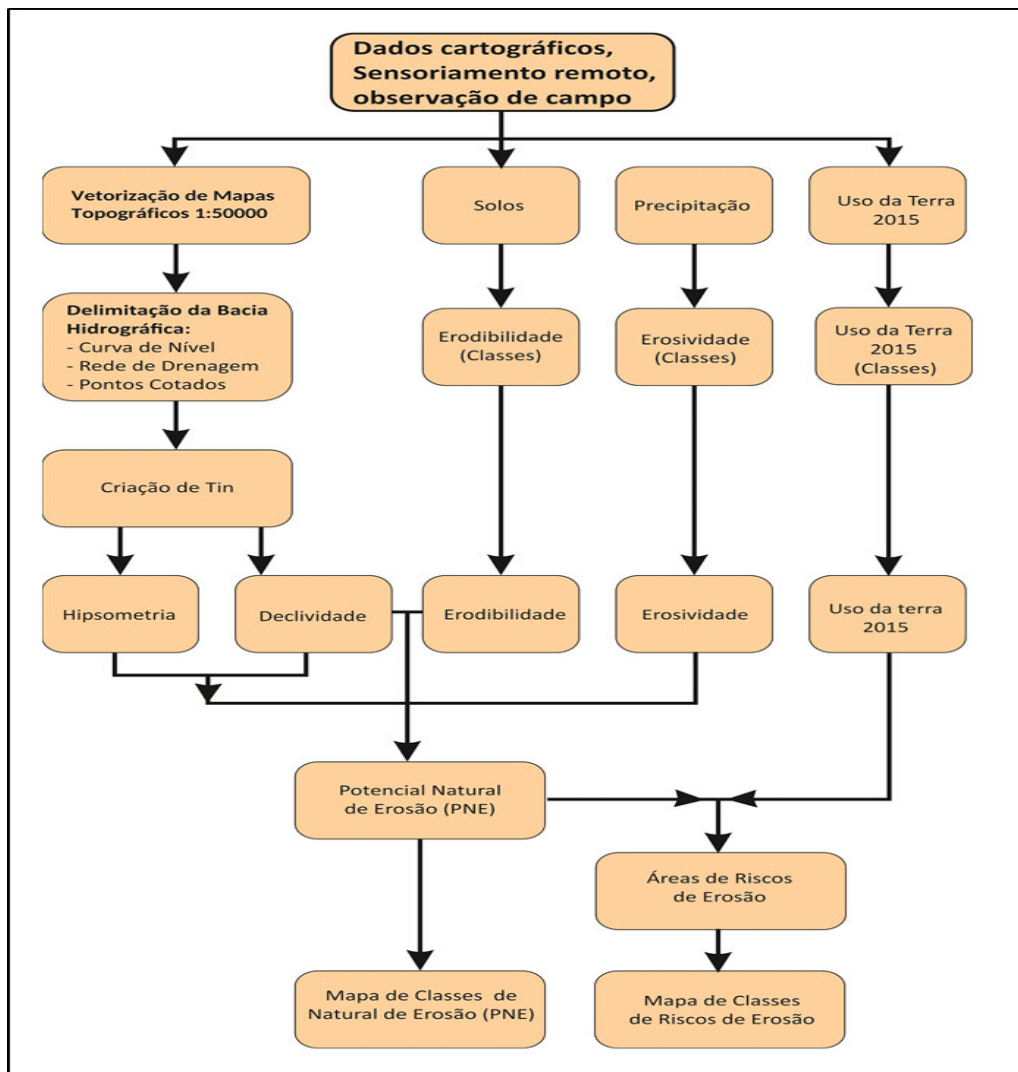 Dados cartográficos,
Sensoriamento remoto,
observação de campo
Vetorização de Mapas
Topográficos 1:50000
Solos
Precipitação
Uso da Terra
2015
Delimitação da Bacia
Hidrográfica:
- Curva de Nível
- Rede de Drenagem
- Pontos Cotados
Erodibilidade
(Classes)
Erosividade
(Classes)
Uso da Terra
2015
(Classes)
Criação de Tin
Hipsometria
Declividade
Erodibilidade
Erosividade
Uso da terra
2015
Potencial Natural
de Erosão (PNE)
Áreas de Riscos
de Erosão
Mapa de Classes de
Natural de Erosão (PNE)
Mapa de Classes
de Riscos de Erosão